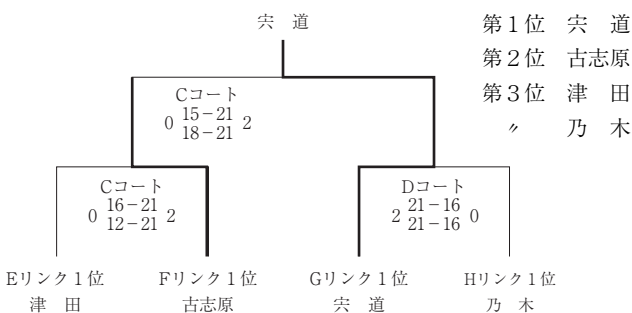 宍 道
第1位 宍 道
第2位 古志原
第3位 津 田
〃 乃 木
Cコート
0 15－21 2
18－21
Cコート
0 16－21 2
12－21
Dコート
2 21－16 0
21－16
Eリンク1位
津 田
Fリンク1位
古志原
Gリンク1位
宍 道
Hリンク1位
乃 木